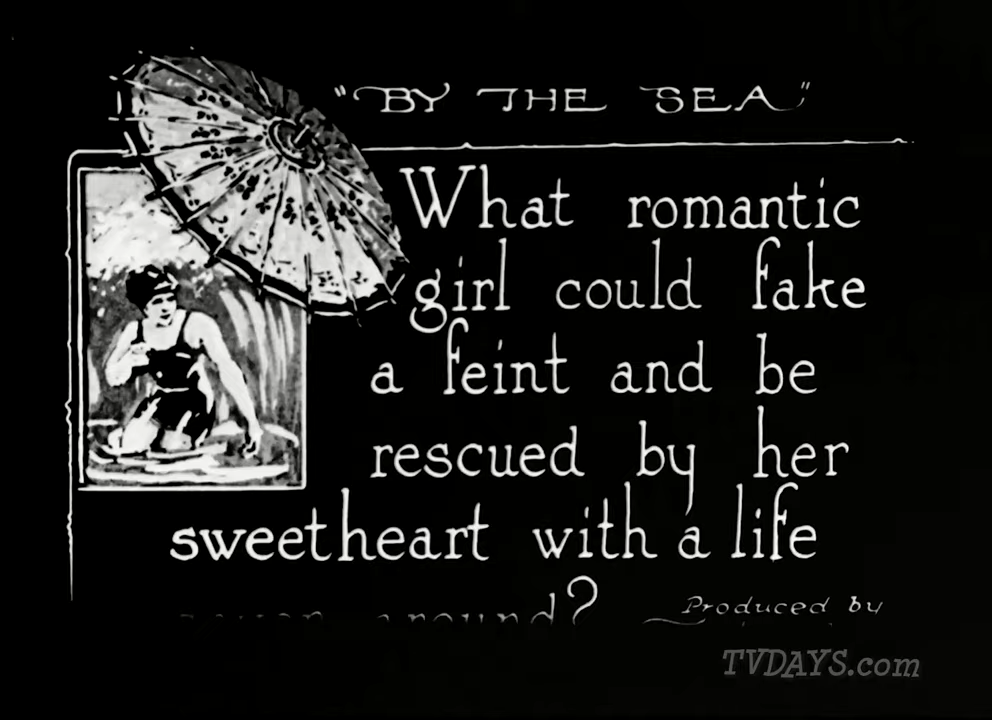 "BY THE SEA"
What romantic
girl could fake
a feint and be
rescued by her
sweetheart with a life
around?
Produced by
TVDAYS.com